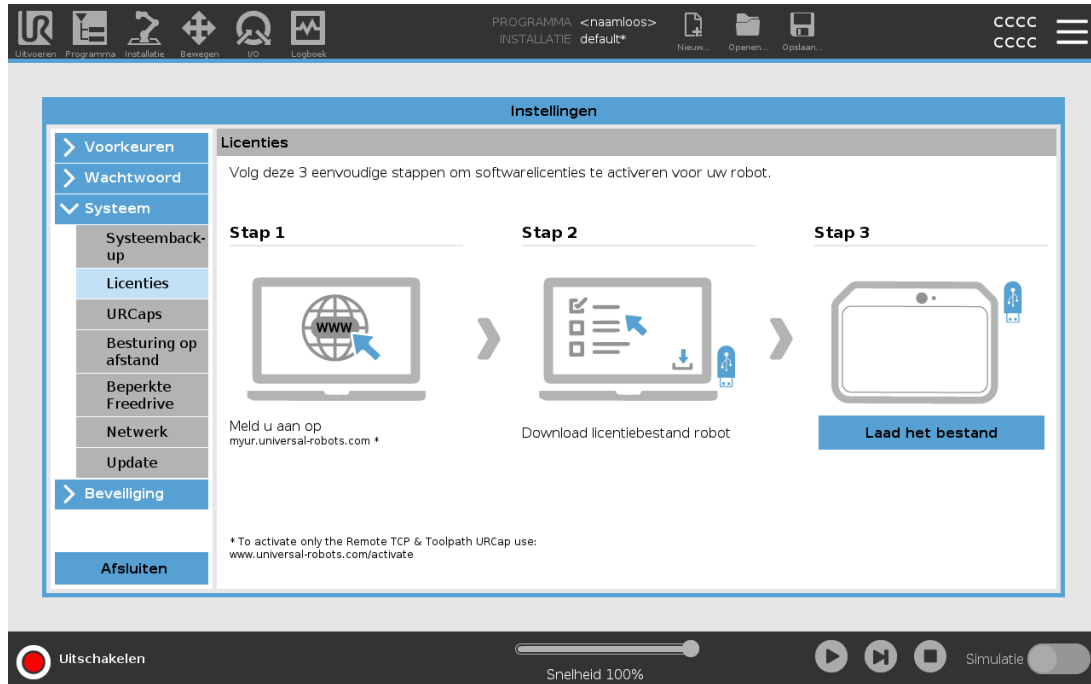 PROGRAMMA <naamloos>
INSTALLATIE default*
CCCC
CCCC
Uitvoeren Programma Installatie Bewegen I/O Logboek
Nieuw... Openen... Opslaan...
Instellingen
Voorkeuren
Wachtwoord
Systeem
Systeemback-
up
Licenties
URCaps
Besturing op
afstand
Beperkte
Freedrive
Netwerk
Update
Beveiliging
Afsluiten
Licenties
Volg deze 3 eenvoudige stappen om softwarelicenties te activeren voor uw robot.
Stap 1
WWW
Meld u aan op
myur.universal-robots.com *
Stap 2
Download licentiebestand robot
Stap 3
Laad het bestand
* To activate only the Remote TCP & Toolpath URCap use:
www.universal-robots.com/activate
Uitschakelen
Snelheid 100%
Simulatie